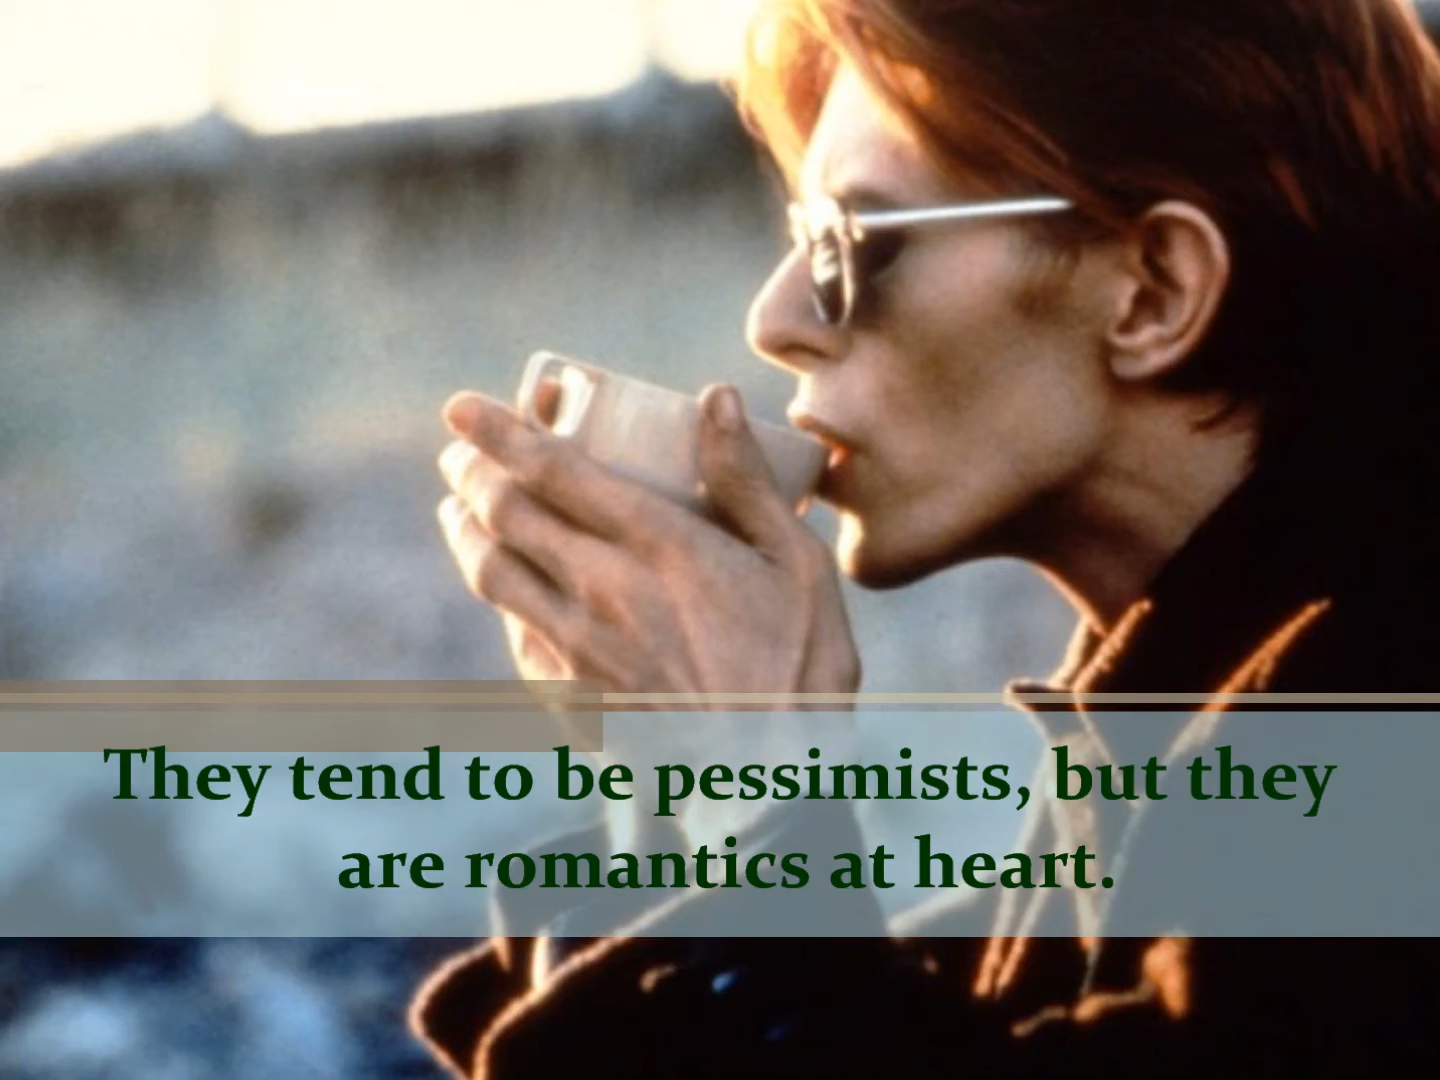 They tend to be pessimists, but they
are romantics at heart.